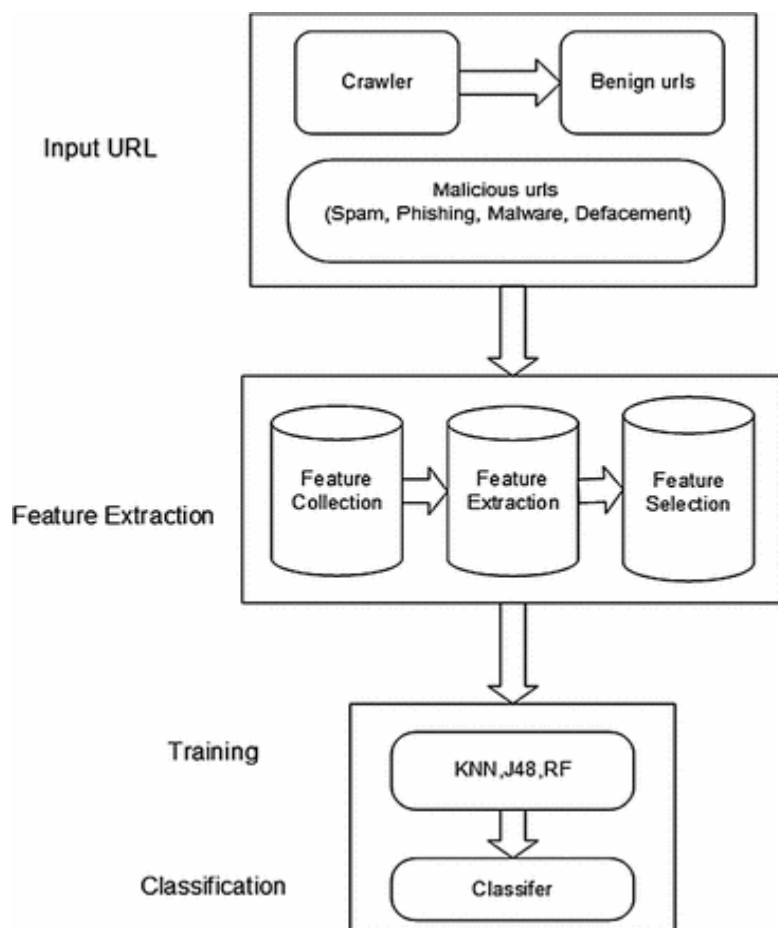 Crawler
Benign urls
Input URL
Malicious urls
(Spam, Phishing, Malware, Defacement)
Feature Extraction
Feature
Collection
Feature
Extraction
Feature
Selection
Training
KNN,J48,RF
Classification
Classifer